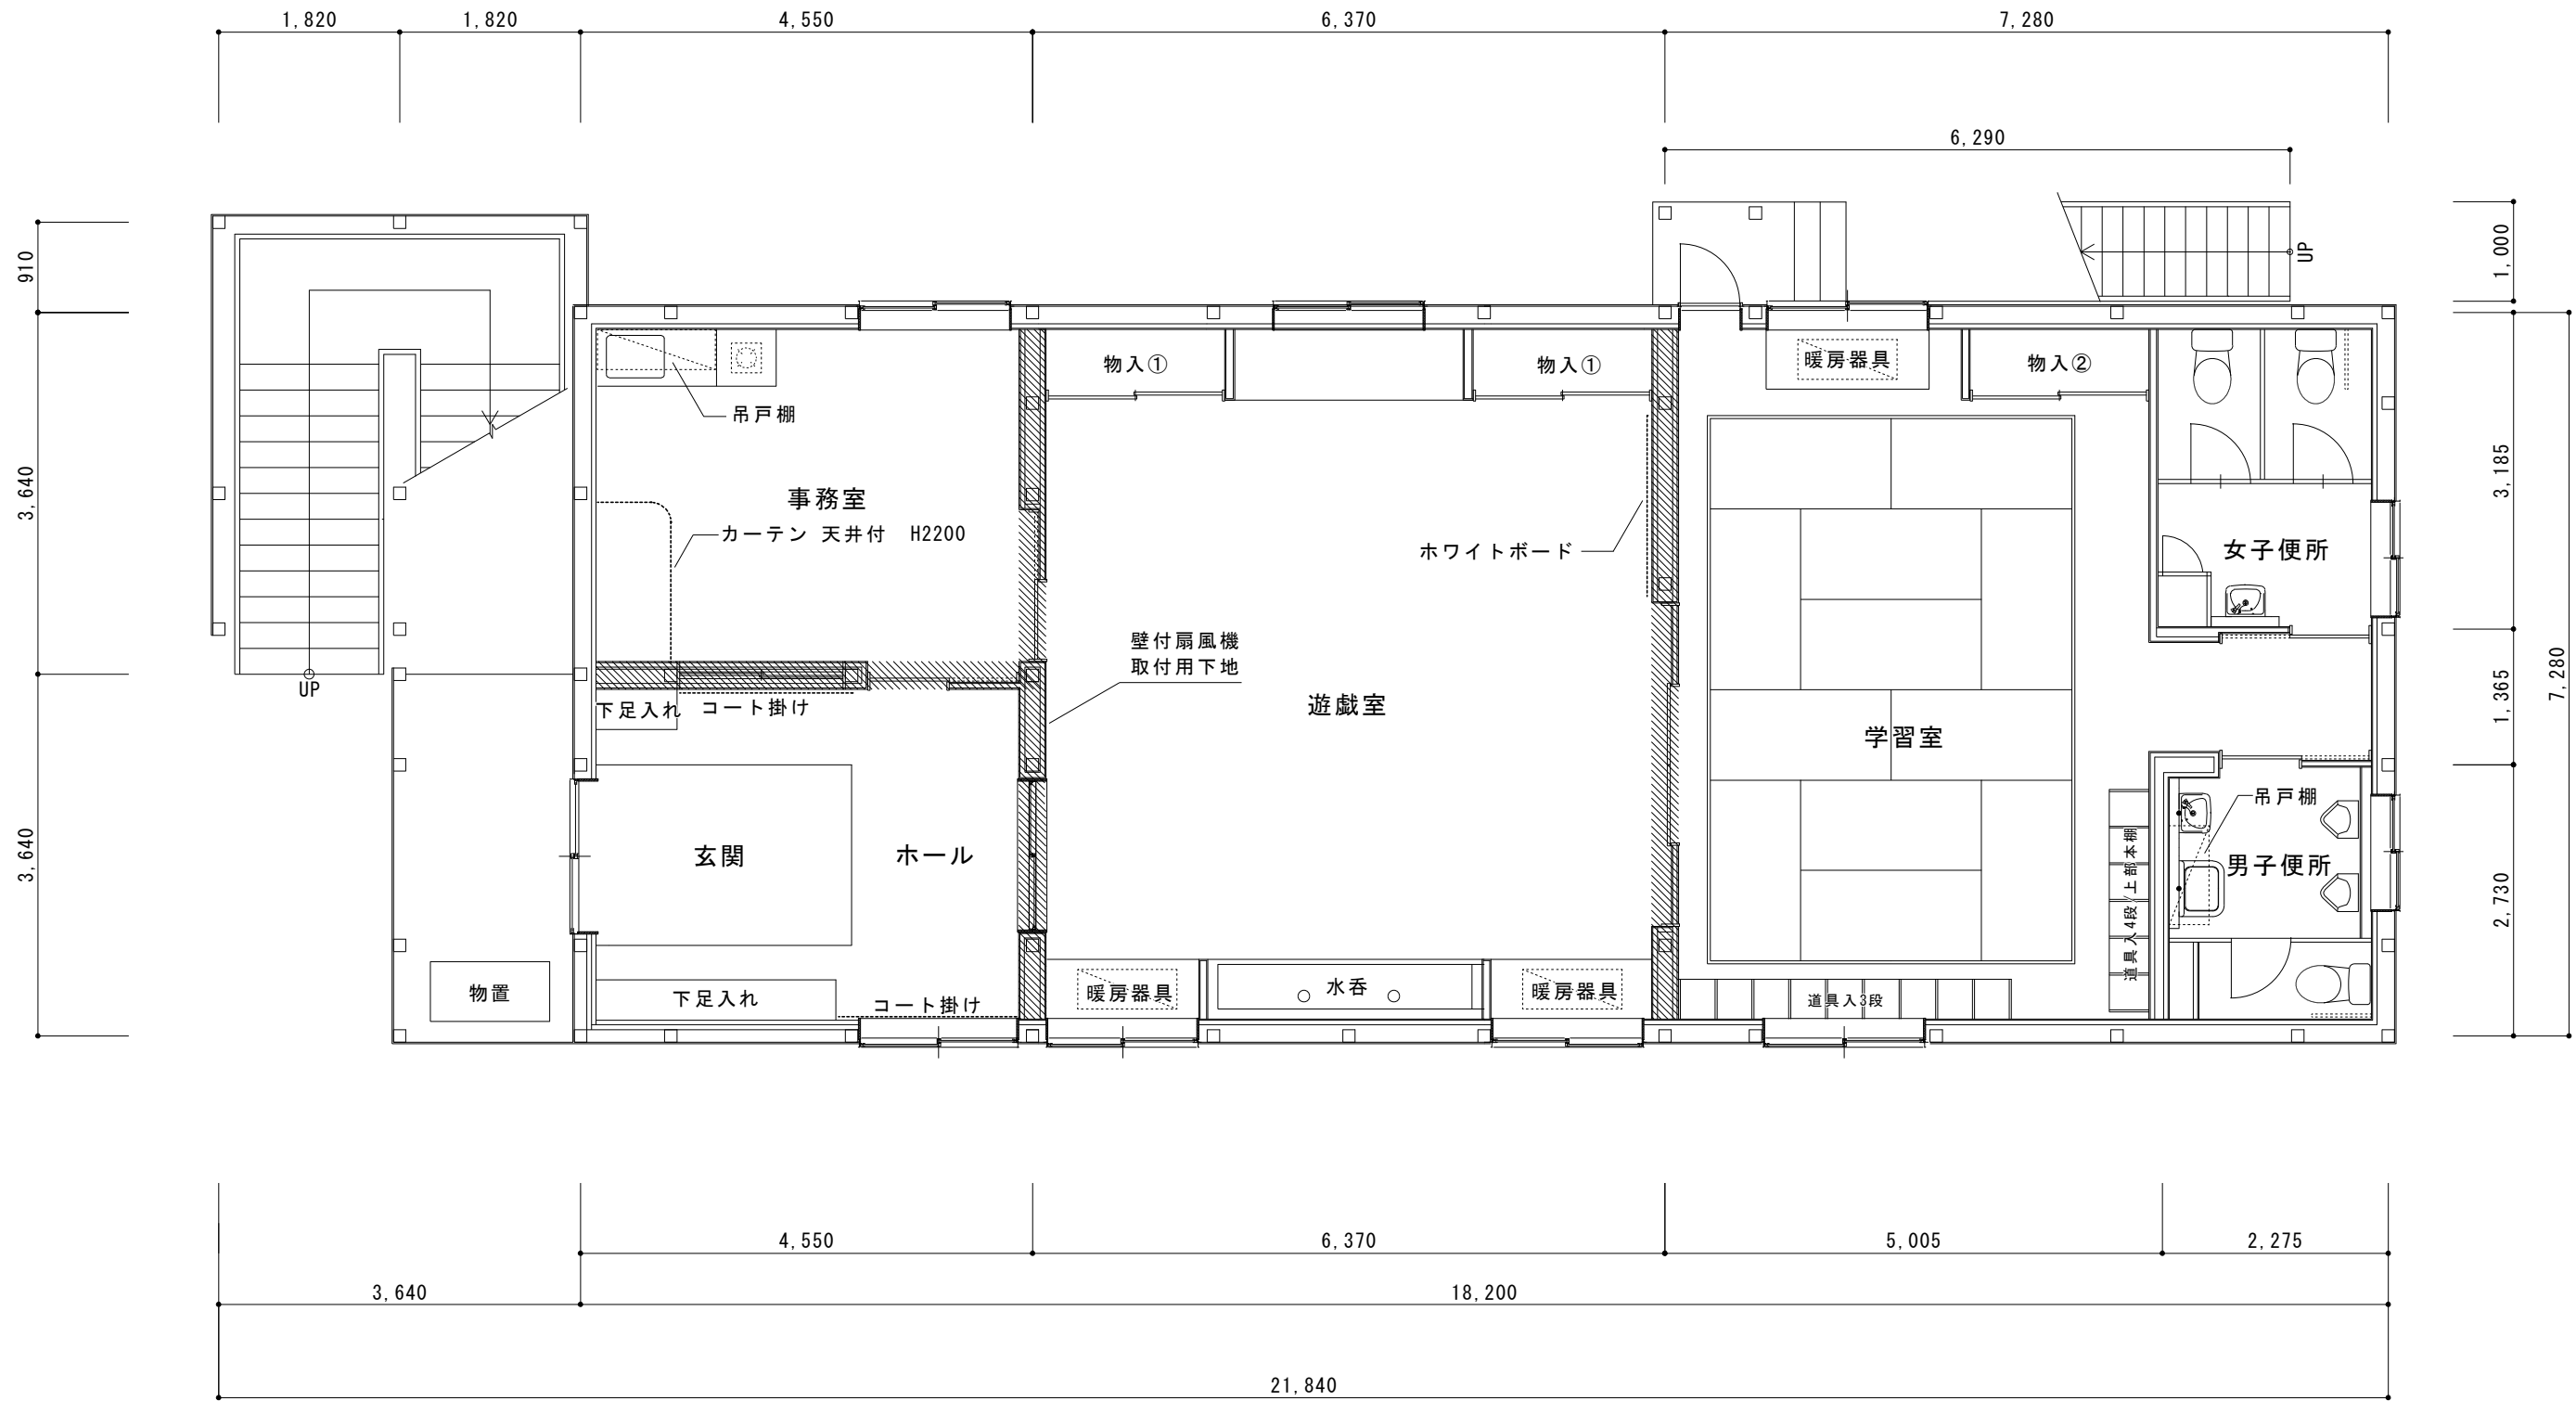 1,820
1,820
4,550
6,370
7,280
6,290
910
1,000
UP
物入①
物入①
暖房器具
物入②
吊戸棚
事務室
カーテン 天井付 H2200
ホワイトボード
女子便所
3,640
3,185
壁付扇風機
取付用下地
UP
下足入れ
コート掛け
遊戯室
学習室
1,365
7,280
吊戸棚
玄関
ホール
男子便所
道具入4段/上部本棚
3,640
2,730
物置
下足入れ
コート掛け
暖房器具
水呑
暖房器具
道具入3段
4,550
6,370
5,005
2,275
3,640
18,200
21,840